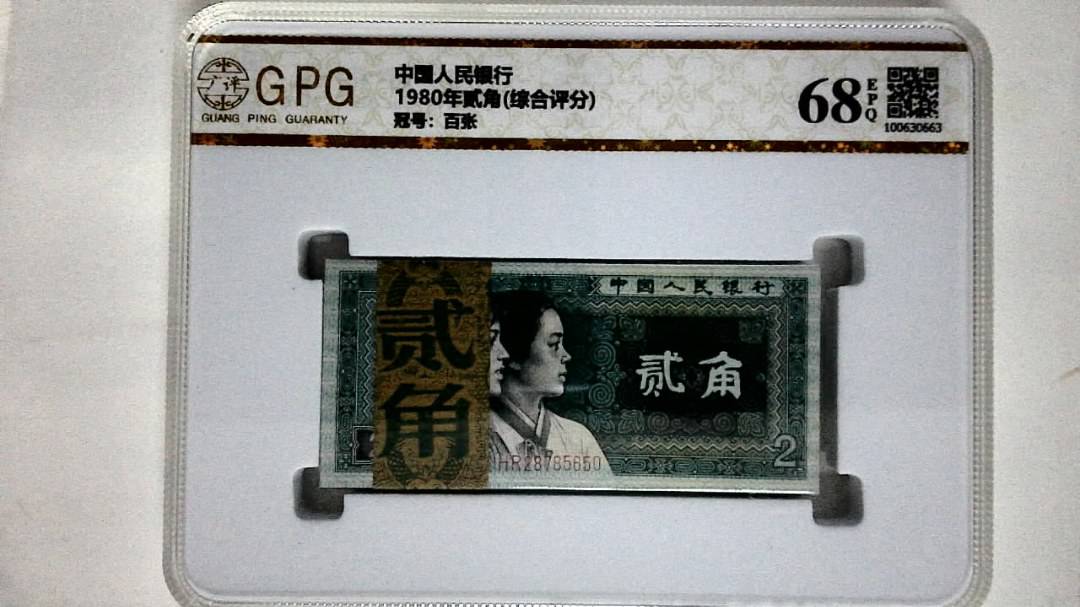 广评
GPG
GUANG PING GUARANTY
中国人民银行
1980年贰角(综合评分)
冠号：百张
68
EPQ
100630663
中国人民银行
贰角
贰角
HR28785650
2